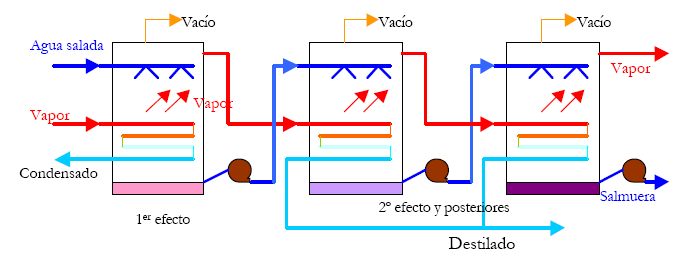 Vacío
Vacío
Vacío
Agua salada
Vapor
Vapor
Vapor
Condensado
Salmuera
1er efecto
2º efecto y posteriores
Destilado